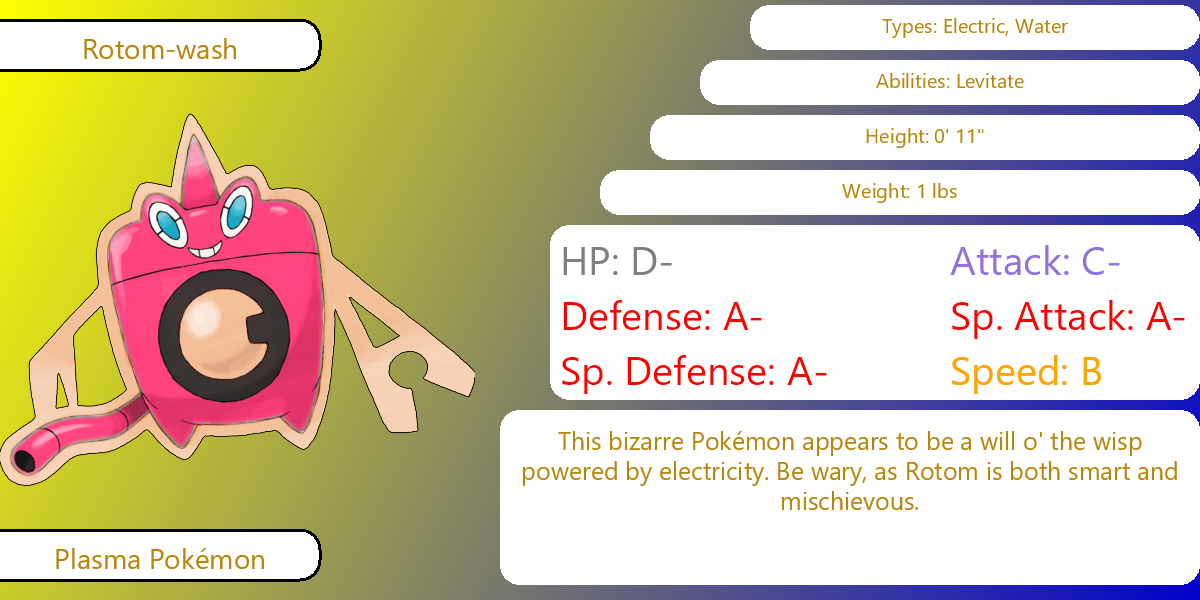 Rotom-wash
Types: Electric, Water
Abilities: Levitate
Height: 0' 11"
Weight: 1 lbs
HP: D-
Attack: C-
Defense: A-
Sp. Attack: A-
Sp. Defense: A-
Speed: B
This bizarre Pokémon appears to be a will o' the wisp
powered by electricity. Be wary, as Rotom is both smart and
mischievous.
Plasma Pokémon